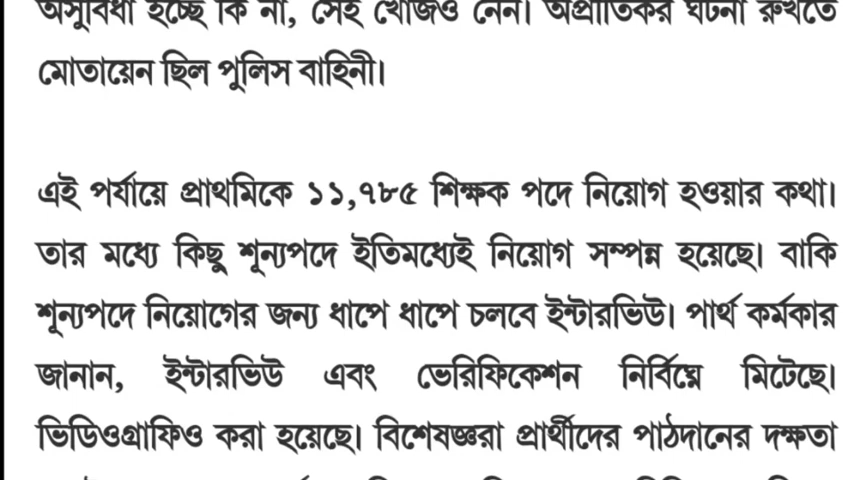 অসুবিধা হচ্ছে কি না, সেই খোঁজও নেন। অপ্রীতিকর ঘটনা রুখতে
মোতায়েন ছিল পুলিস বাহিনী।
এই পর্যায়ে প্রাথমিকে ১১,৭৮৫ শিক্ষক পদে নিয়োগ হওয়ার কথা।
তার মধ্যে কিছু শূন্যপদে ইতিমধ্যেই নিয়োগ সম্পন্ন হয়েছে। বাকি
শূন্যপদে নিয়োগের জন্য ধাপে ধাপে চলবে ইন্টারভিউ। পার্থ কর্মকার
জানান, ইন্টারভিউ এবং ভেরিফিকেশন নির্বিঘ্নে মিটেছে।
ভিডিওগ্রাফিও করা হয়েছে। বিশেষজ্ঞরা প্রার্থীদের পাঠদানের দক্ষতা